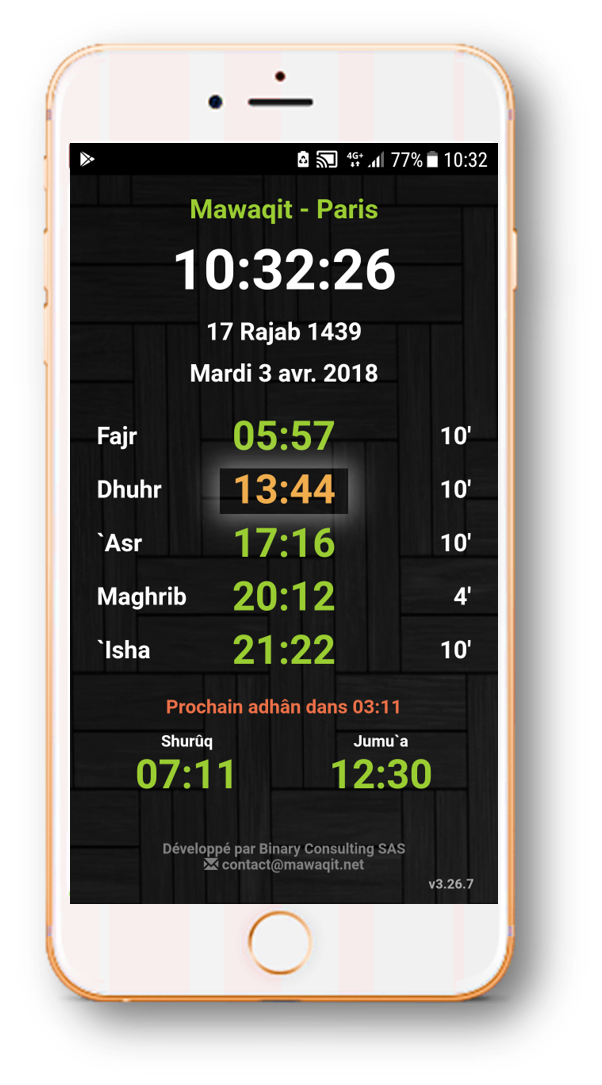 4G+ 77% 10:32
Mawaqit - Paris
10:32:26
17 Rajab 1439
Mardi 3 avr. 2018
Fajr 05:57 10'
Dhuhr 13:44 10'
`Asr 17:16 10'
Maghrib 20:12 4'
`Isha 21:22 10'
Prochain adhân dans 03:11
Shurûq Jumu`a
07:11 12:30
Développé par Binary Consulting SAS
contact@mawaqit.net
v3.26.7